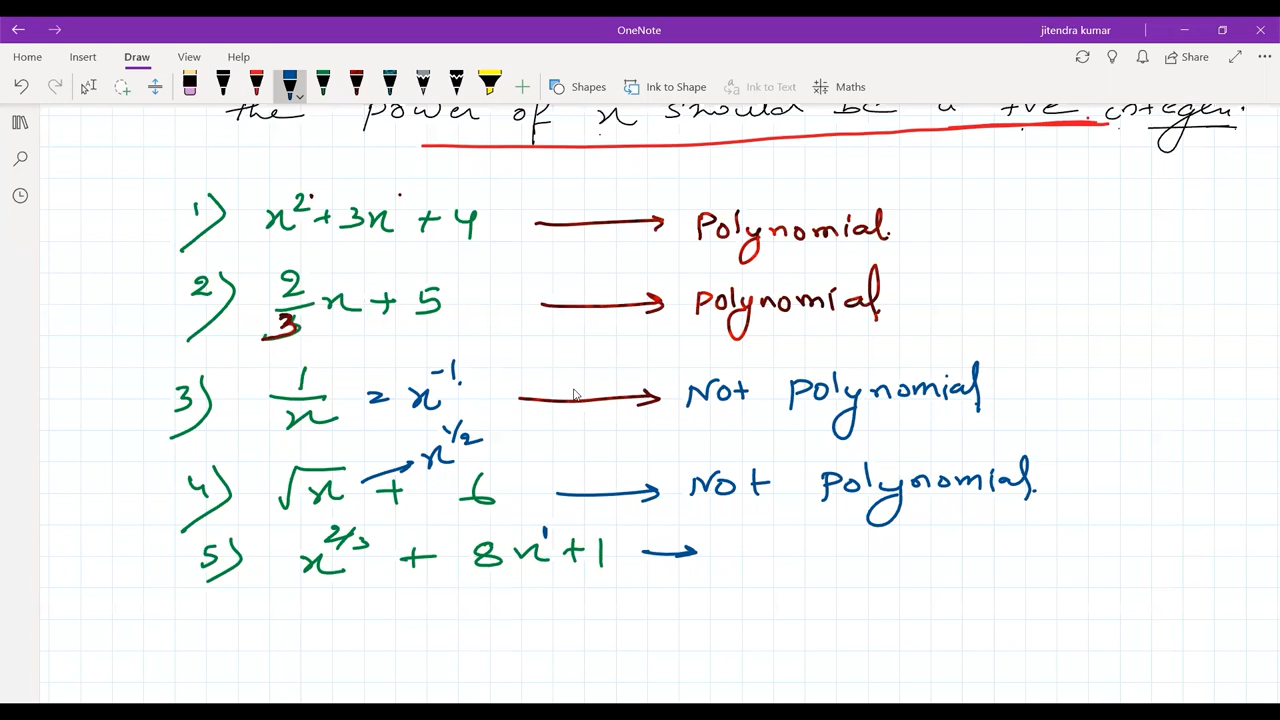 OneNote
jitendra kumar
Home Insert Draw View Help
Share
Shapes Ink to Shape Ink to Text Maths
the power of x should be a +ve integer.
1) x² + 3x + 4 → Polynomial.
2) 2/3 x + 5 → Polynomial
3) 1/x = x⁻¹ → Not Polynomial
x^1/2
4) √x + 6 → Not Polynomial.
5) x^2/3 + 8x¹ + 1 →